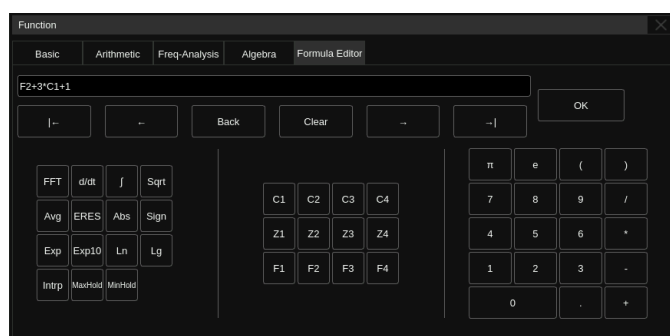 Function
Basic Arithmetic Freq-Analysis Algebra Formula Editor
F2+3*C1+1
OK
|← ← Back Clear → →|
π e ( )
FFT d/dt ∫ Sqrt
C1 C2 C3 C4
7 8 9 /
Avg ERES Abs Sign
Z1 Z2 Z3 Z4
4 5 6 *
Exp Exp10 Ln Lg
F1 F2 F3 F4
1 2 3 -
Intrp MaxHold MinHold
0 . +